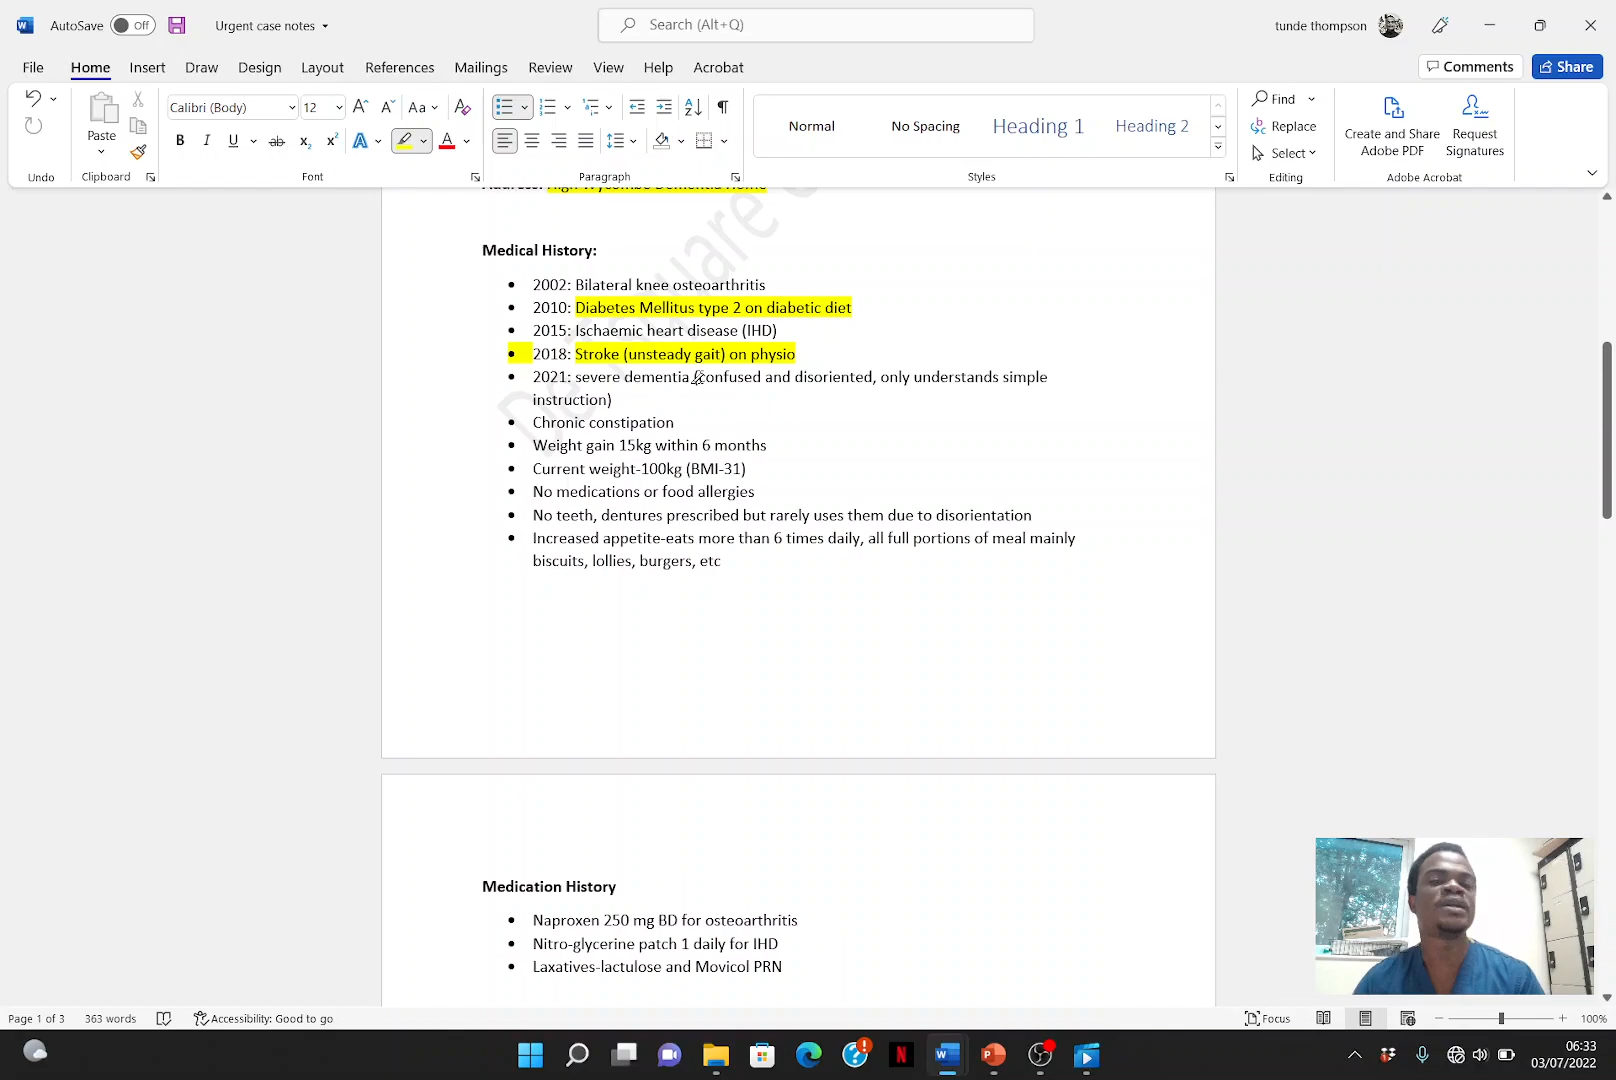 AutoSave Off Urgent case notes Search (Alt+Q) tunde thompson
File Home Insert Draw Design Layout References Mailings Review View Help Acrobat Comments Share
Calibri (Body) 12 Aa
Paste
B I U ab x₂ x² A A
Normal No Spacing Heading 1 Heading 2
Find
Replace
Select
Create and Share
Adobe PDF
Request
Signatures
Undo Clipboard Font Paragraph Styles Editing Adobe Acrobat
Address: High Wycombe Dementia Home
Medical History:
• 2002: Bilateral knee osteoarthritis
• 2010: Diabetes Mellitus type 2 on diabetic diet
• 2015: Ischaemic heart disease (IHD)
• 2018: Stroke (unsteady gait) on physio
• 2021: severe dementia (confused and disoriented, only understands simple
instruction)
• Chronic constipation
• Weight gain 15kg within 6 months
• Current weight-100kg (BMI-31)
• No medications or food allergies
• No teeth, dentures prescribed but rarely uses them due to disorientation
• Increased appetite-eats more than 6 times daily, all full portions of meal mainly
biscuits, lollies, burgers, etc
Medication History
• Naproxen 250 mg BD for osteoarthritis
• Nitro-glycerine patch 1 daily for IHD
• Laxatives-lactulose and Movicol PRN
Page 1 of 3 363 words Accessibility: Good to go Focus 100%
06:33
03/07/2022